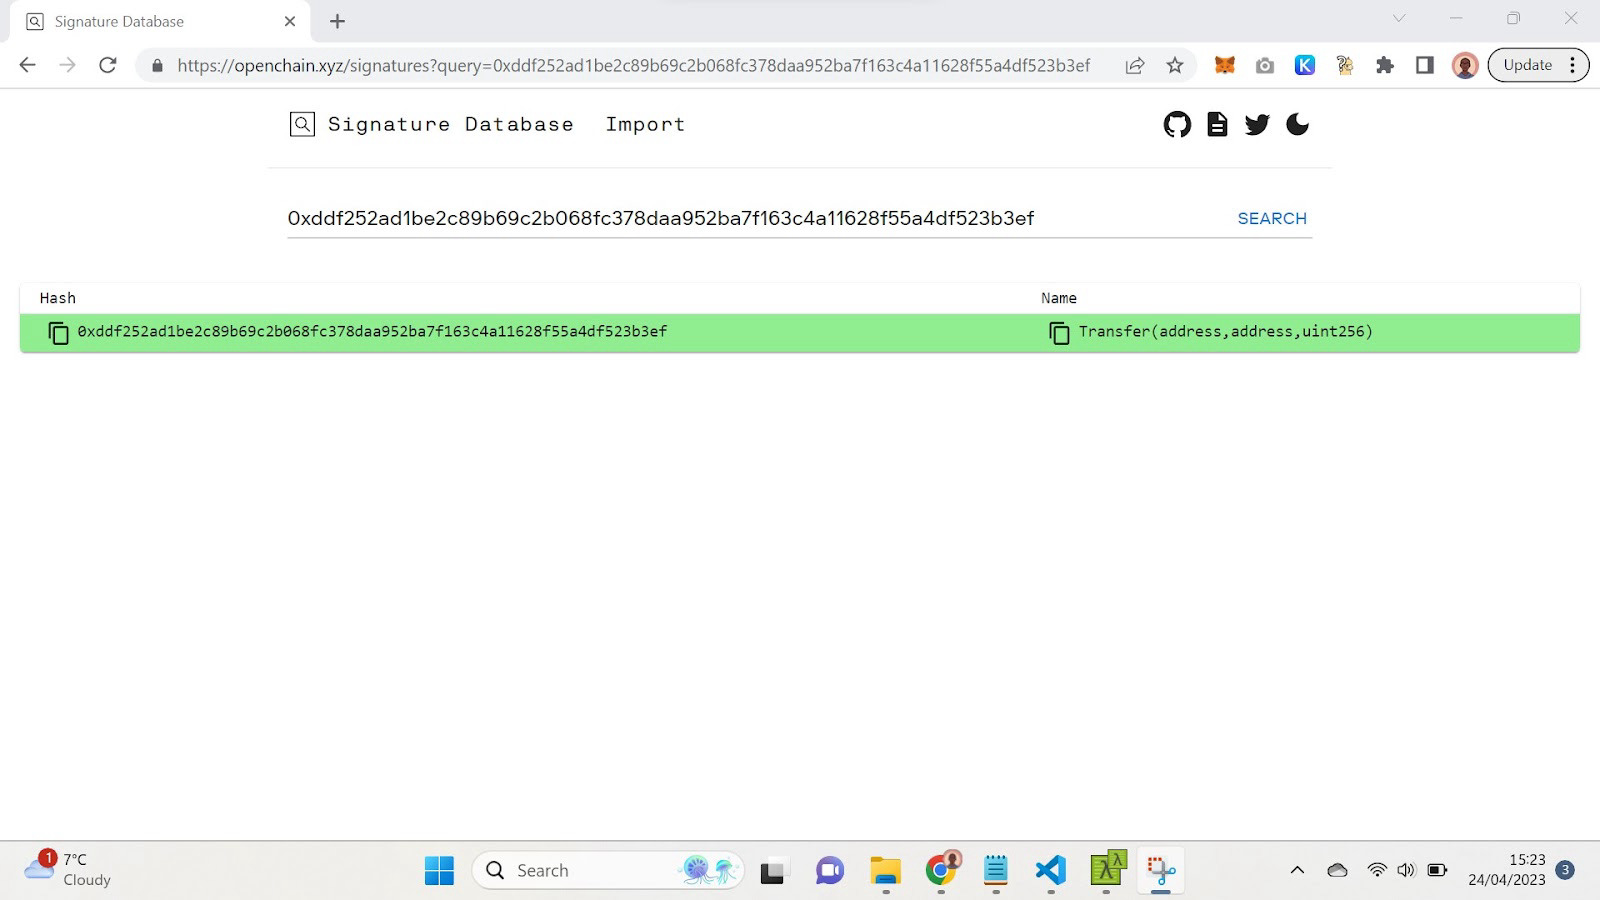 Signature Database
https://openchain.xyz/signatures?query=0xddf252ad1be2c89b69c2b068fc378daa952ba7f163c4a11628f55a4df523b3ef
K
Update
Signature Database Import
0xddf252ad1be2c89b69c2b068fc378daa952ba7f163c4a11628f55a4df523b3ef SEARCH
Hash Name
0xddf252ad1be2c89b69c2b068fc378daa952ba7f163c4a11628f55a4df523b3ef Transfer(address,address,uint256)
1
7°C
Cloudy
Search
λ λ
15:23
24/04/2023
3